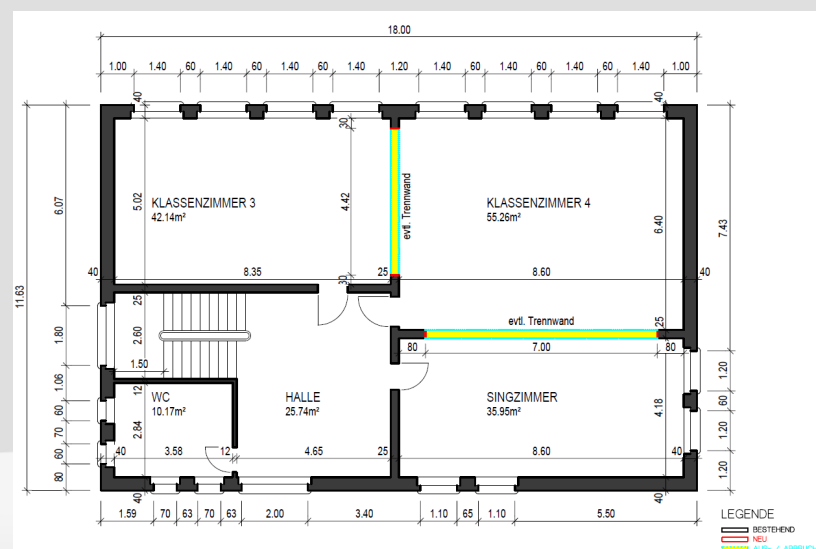 18.00
1.00 1.40 60 1.40 60 1.40 60 1.40 1.20 1.40 60 1.40 60 1.40 60 1.40 1.00
40 40
30
KLASSENZIMMER 3
42.14m²
KLASSENZIMMER 4
55.26m²
evtl. Trennwand
5.02
4.42
6.40
6.07
7.43
11.63
40 8.35 25 8.60 40
30
25
evtl. Trennwand
25
1.80
2.60
1.50
80 7.00 80
1.06
12
1.20
WC
10.17m²
HALLE
25.74m²
SINGZIMMER
35.95m²
60
70
60
80
2.84
4.18
60
1.20
1.20
40 3.58 12 4.65 25 8.60 40
40 40
1.59 70 63 70 63 2.00 3.40 1.10 65 1.10 5.50
LEGENDE
BESTEHEND
NEU